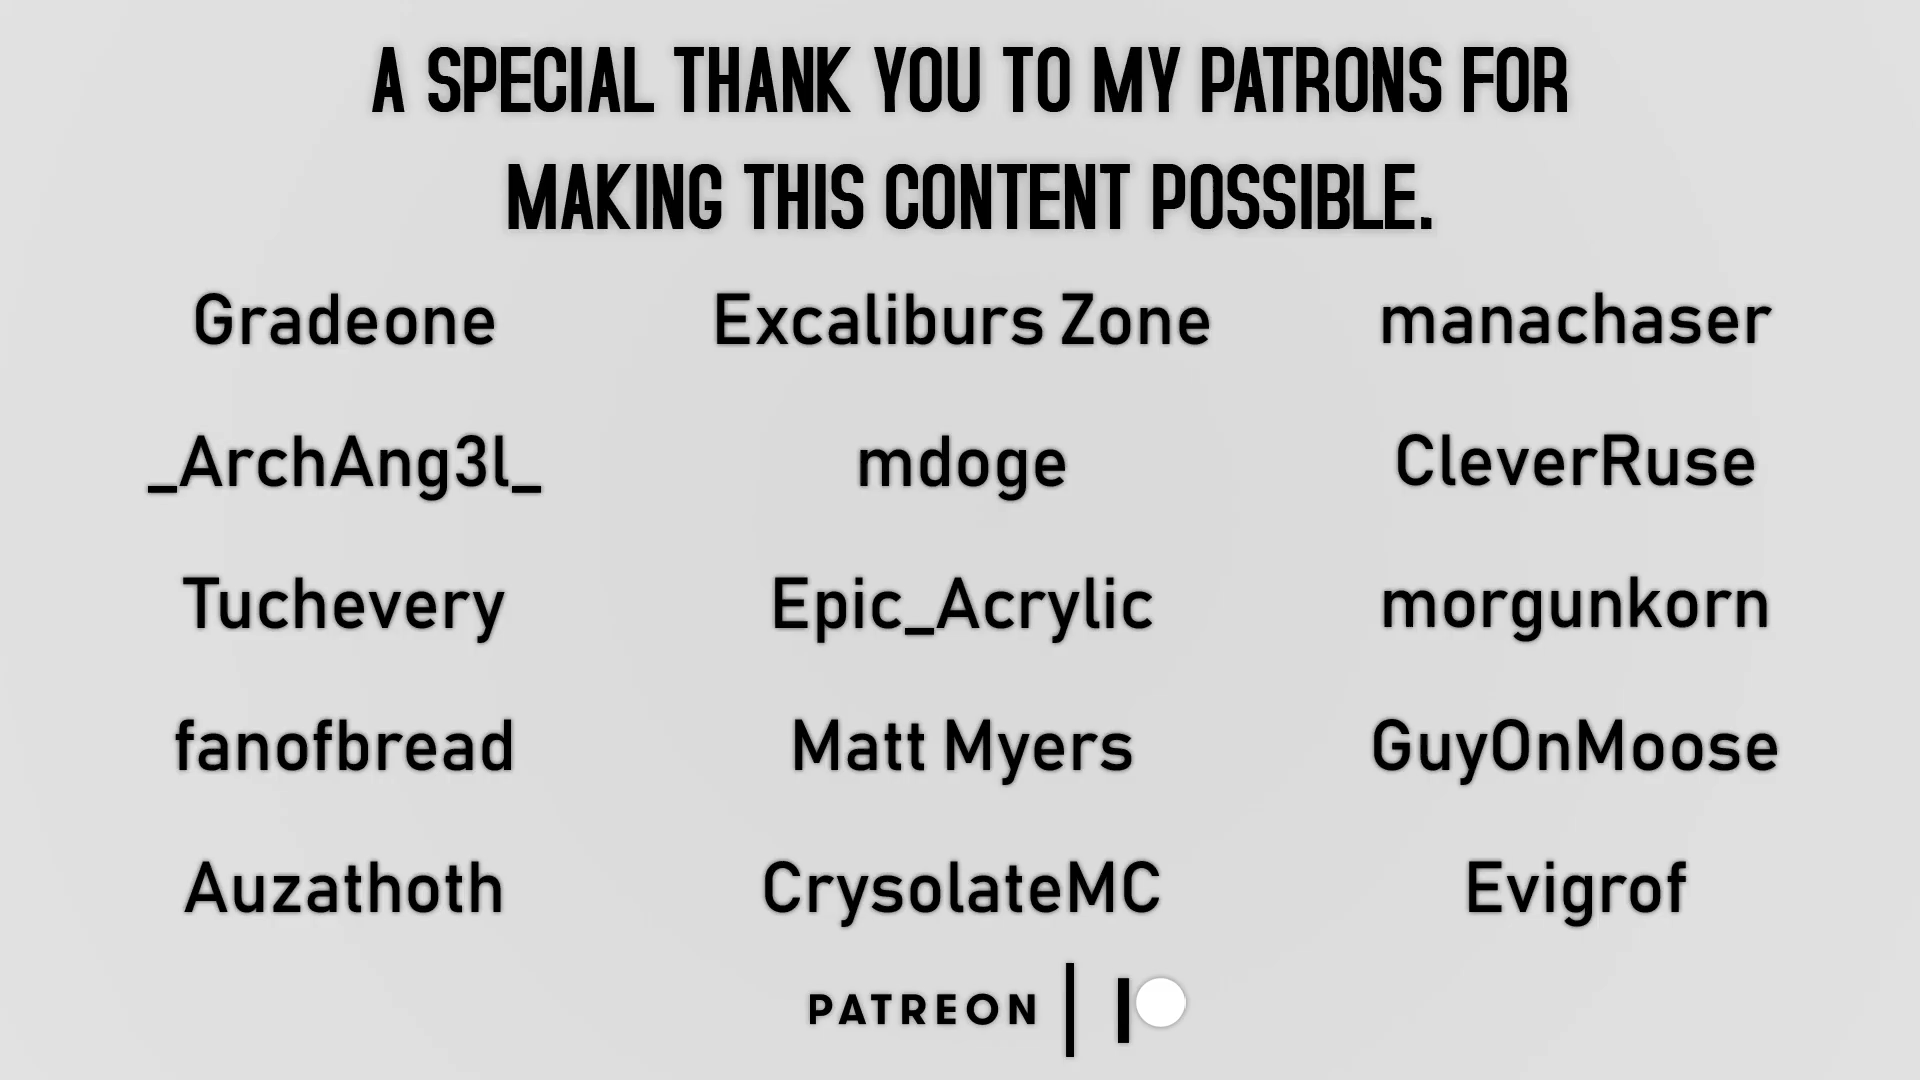 A SPECIAL THANK YOU TO MY PATRONS FOR
MAKING THIS CONTENT POSSIBLE.
Gradeone Excaliburs Zone manachaser
_ArchAng3l_ mdoge CleverRuse
Tuchevery Epic_Acrylic morgunkorn
fanofbread Matt Myers GuyOnMoose
Auzathoth CrysolateMC Evigrof
PATREON